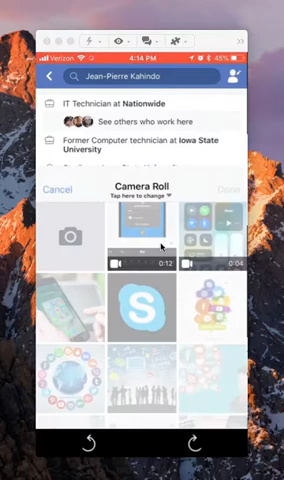 Verizon 4:14 PM 45%
Jean-Pierre Kahindo
IT Technician at Nationwide
See others who work here
Former Computer technician at Iowa State
University
Cancel Camera Roll Done
Tap here to change
0:12 0:04